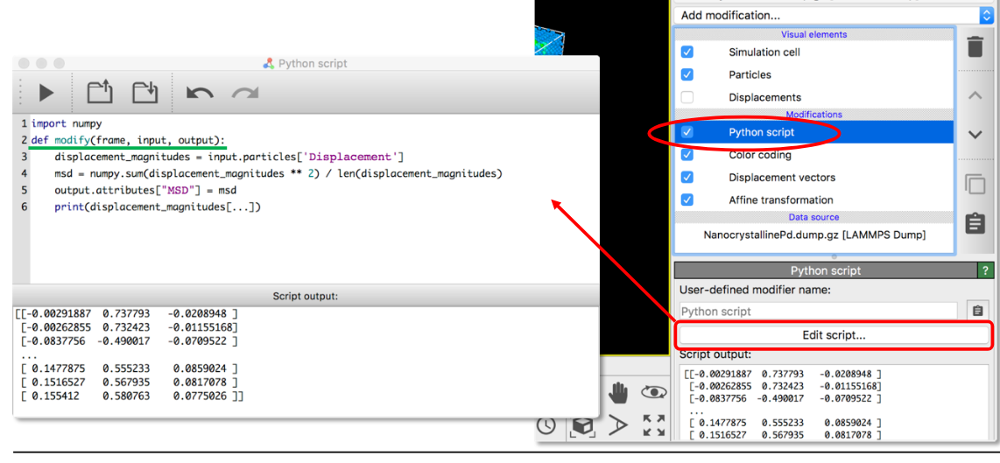 Add modification...
Visual elements
Simulation cell
Particles
Displacements
Modifications
Python script
Color coding
Displacement vectors
Affine transformation
Data source
NanocrystallinePd.dump.gz [LAMMPS Dump]
Python script
?
User-defined modifier name:
Python script
Edit script...
Script output:
[[-0.00291887 0.737793 -0.0208948 ]
[-0.00262855 0.732423 -0.01155168]
[-0.0837756 -0.490017 -0.0709522 ]
...
[ 0.1477875 0.555233 0.0859024 ]
[ 0.1516527 0.567935 0.0817078 ]
Python script
1 import numpy
2 def modify(frame, input, output):
3 displacement_magnitudes = input.particles['Displacement']
4 msd = numpy.sum(displacement_magnitudes ** 2) / len(displacement_magnitudes)
5 output.attributes["MSD"] = msd
6 print(displacement_magnitudes[...])
Script output:
[[-0.00291887 0.737793 -0.0208948 ]
[-0.00262855 0.732423 -0.01155168]
[-0.0837756 -0.490017 -0.0709522 ]
...
[ 0.1477875 0.555233 0.0859024 ]
[ 0.1516527 0.567935 0.0817078 ]
[ 0.155412 0.580763 0.0775026 ]]